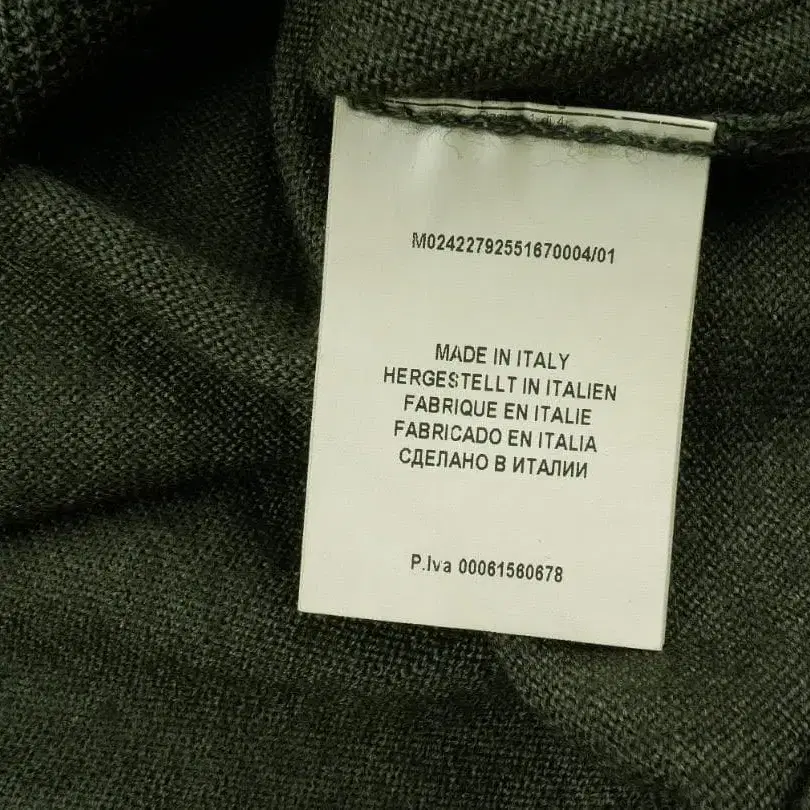 M02422792551670004/01
MADE IN ITALY
HERGESTELLT IN ITALIEN
FABRIQUE EN ITALIE
FABRICADO EN ITALIA
СДЕЛАНО В ИТАЛИИ
P.Iva 00061560678